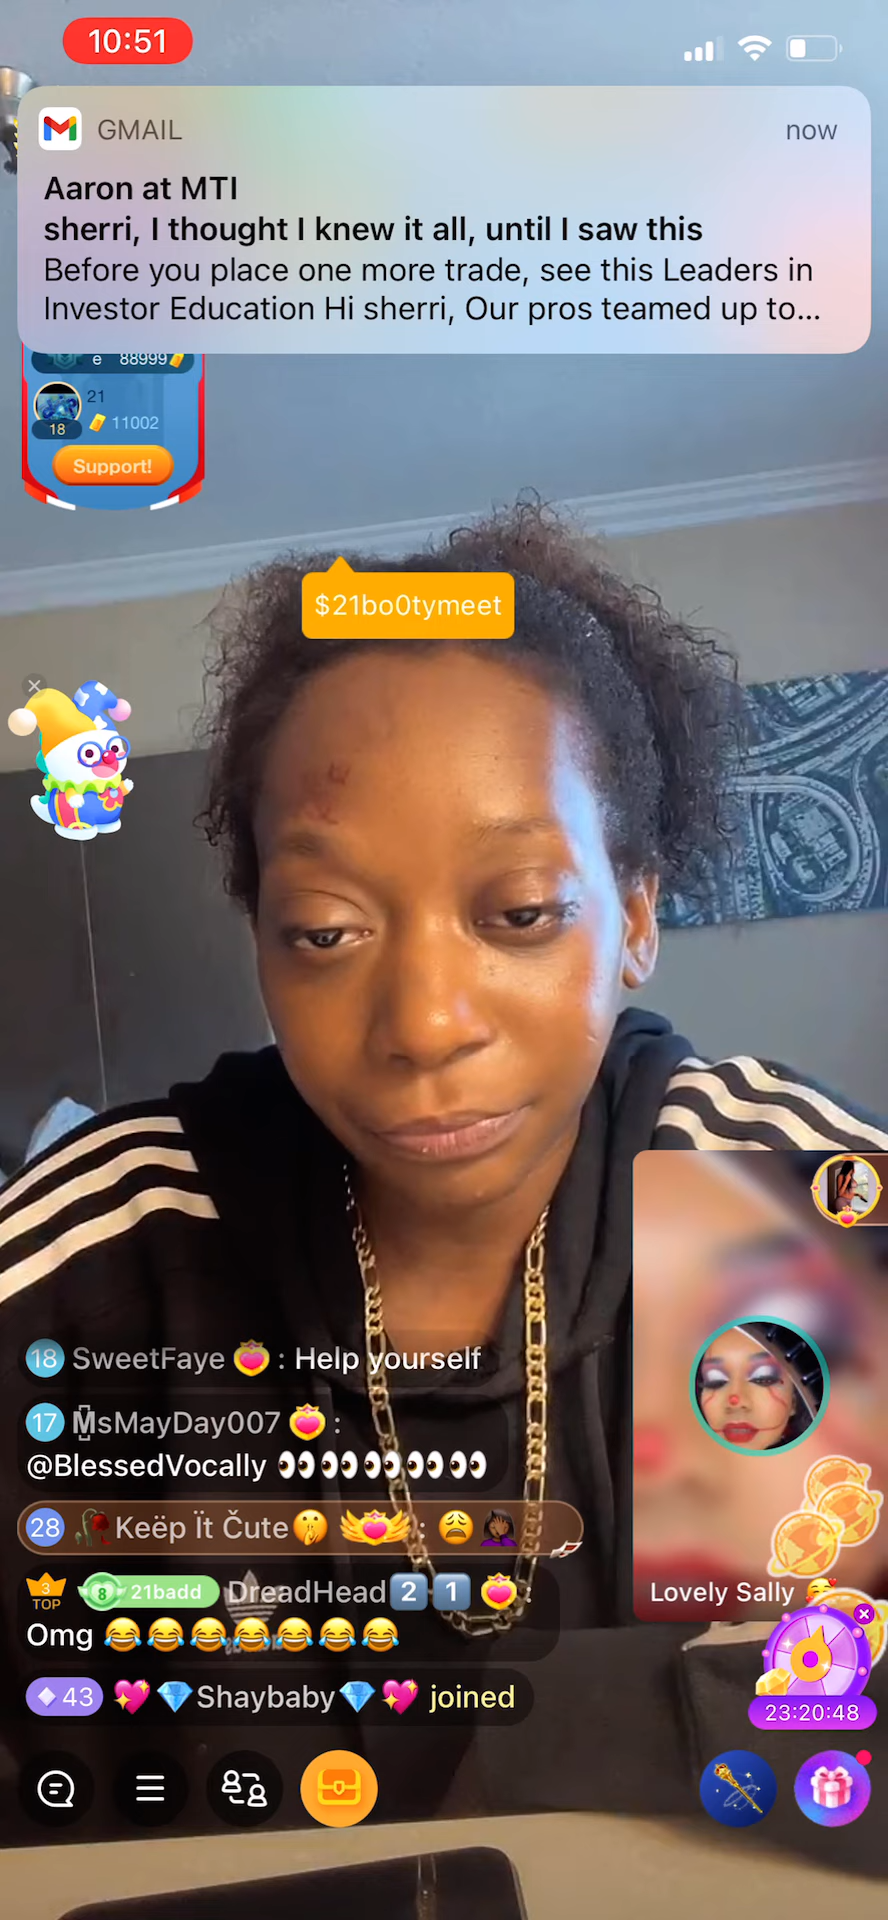 10:51
GMAIL
now
Aaron at MTI
sherri, I thought I knew it all, until I saw this
Before you place one more trade, see this Leaders in
Investor Education Hi sherri, Our pros teamed up to...
e 88999
21
18 11002
Support!
$21bo0tymeet
18 SweetFaye : Help yourself
17 MsMayDay007 :
@BlessedVocally 👀👀👀👀👀
28 🥀Keëp Ït Čute🤫 : 😩🤦🏾‍♀️
3 TOP 8 21badd DreadHead2️⃣1️⃣ :
Omg 😂😂😂😂😂😂😂
43 💖💎Shaybaby💎💖 joined
Lovely Sally 🥰
23:20:48